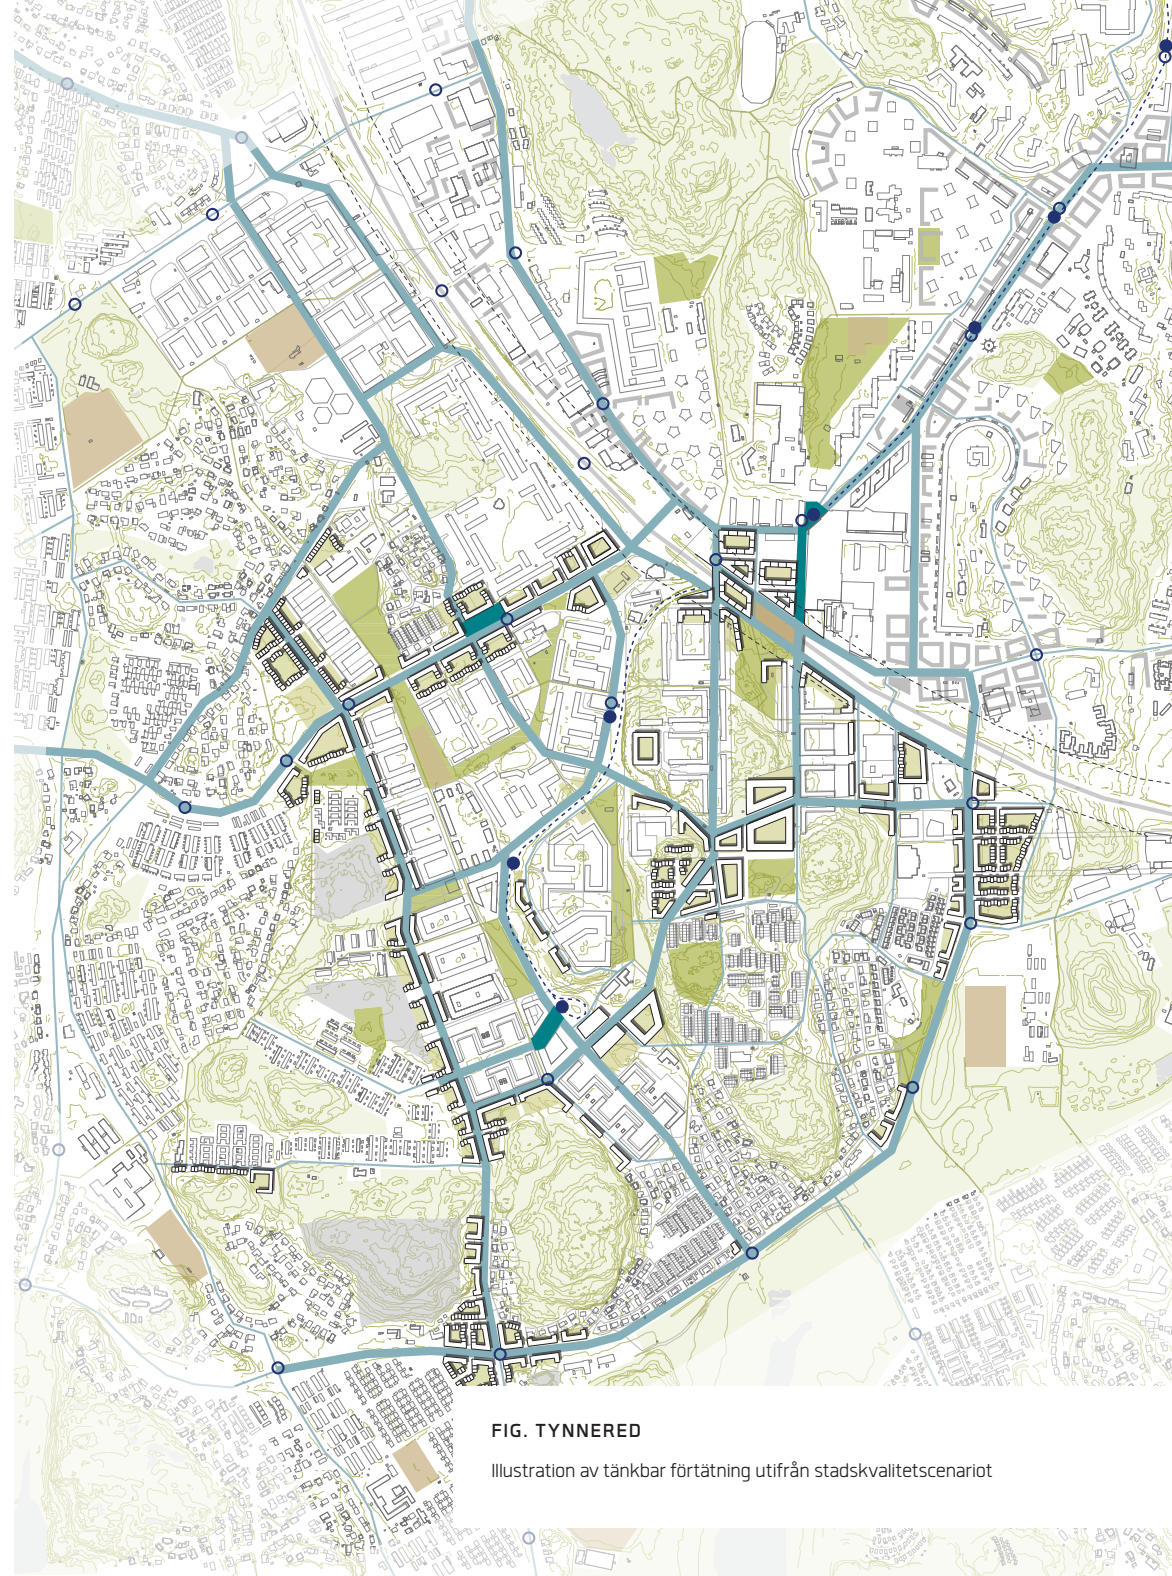 FIG. TYNNERED
Illustration av tänkbar förtätning utifrån stadskvalitetscenariot